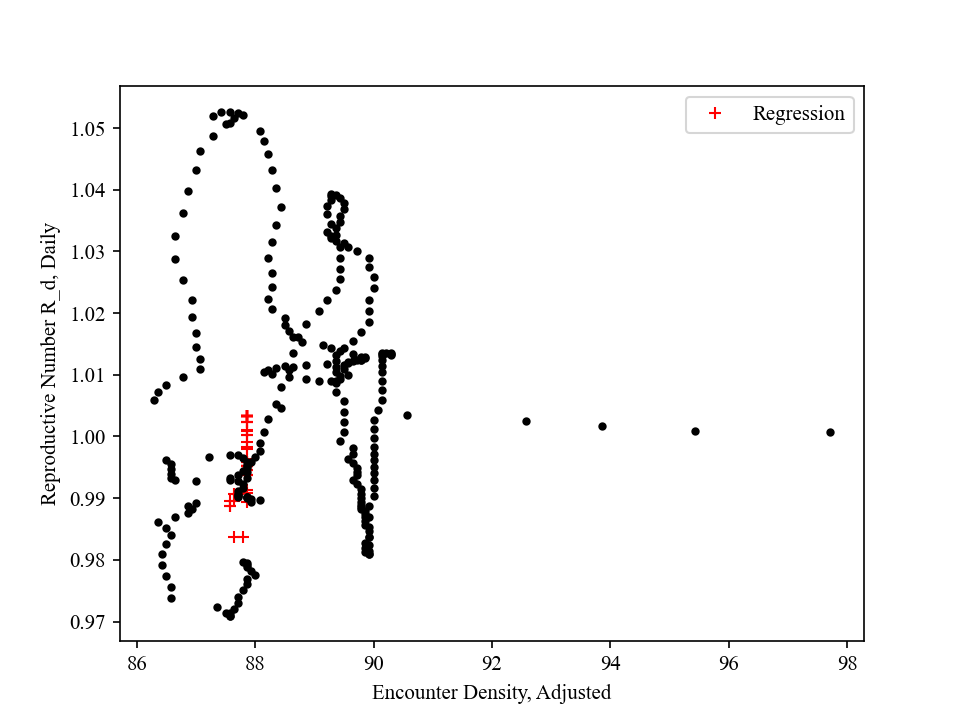 Regression
1.05
1.04
1.03
1.02
1.01
1.00
0.99
0.98
0.97
Reproductive Number R_d, Daily
86 88 90 92 94 96 98
Encounter Density, Adjusted